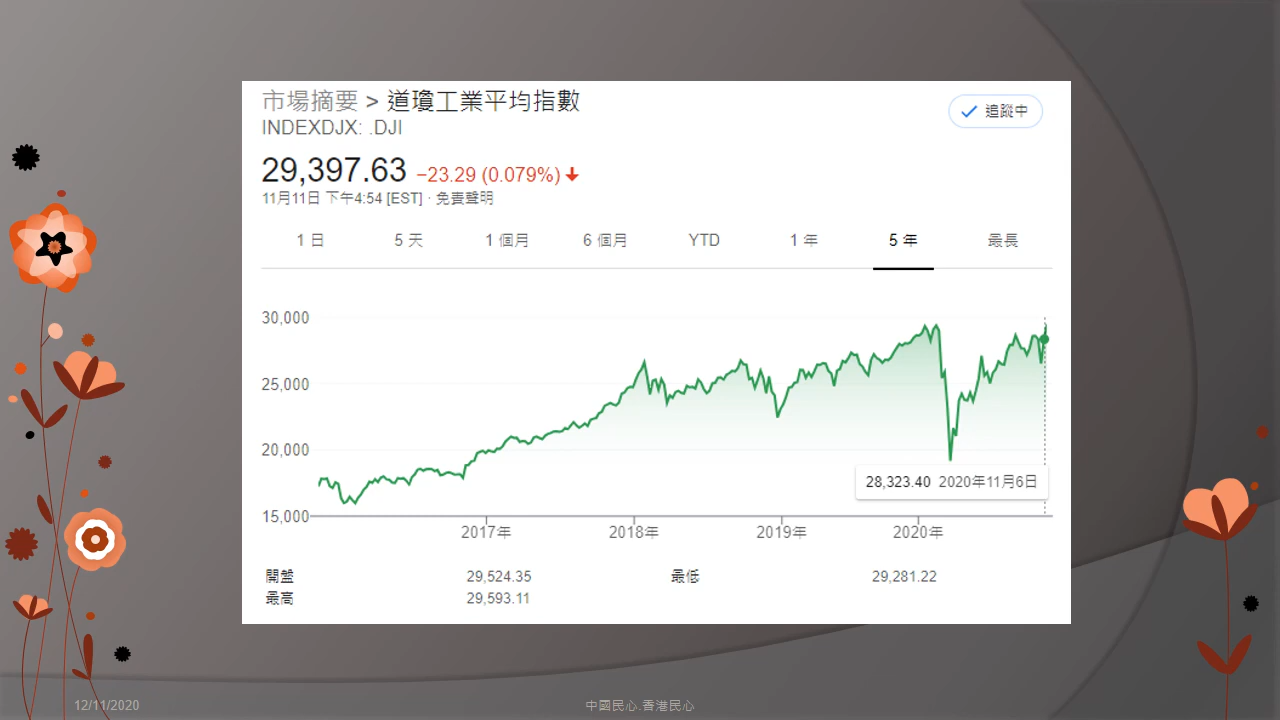 市場摘要 > 道瓊工業平均指數
追蹤中
INDEXDJX: .DJI
29,397.63 −23.29 (0.079%)
11月11日 下午4:54 [EST] · 免責聲明
1 日 5 天 1 個月 6 個月 YTD 1 年 5 年 最長
30,000
25,000
20,000
15,000
28,323.40 2020年11月6日
2017年 2018年 2019年 2020年
開盤 29,524.35 最低 29,281.22
最高 29,593.11
12/11/2020 中國民心.香港民心